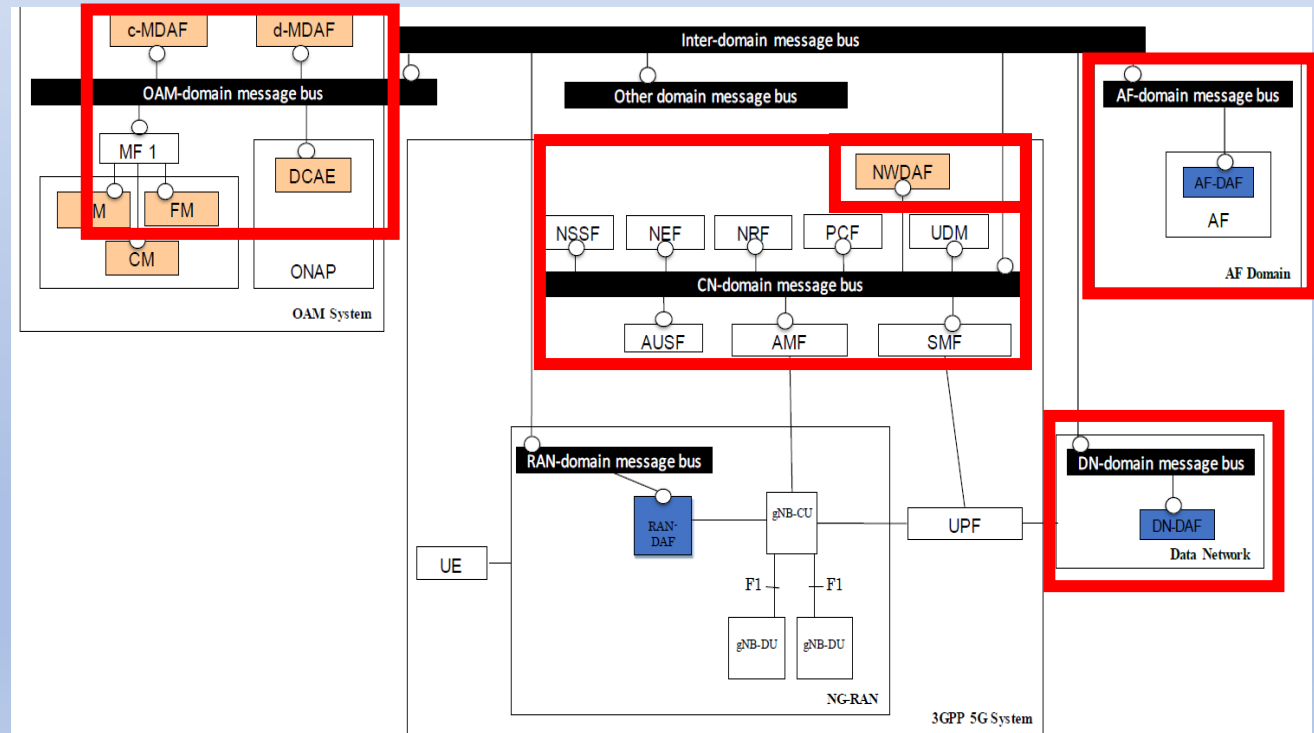 c-MDAF
d-MDAF
Inter-domain message bus
OAM-domain message bus
Other domain message bus
AF-domain message bus
MF 1
DCAE
NWDAF
AF-DAF
M
FM
AF
NSSF
NEF
NRF
PCF
UDM
CM
ONAP
AF Domain
CN-domain message bus
OAM System
AUSF
AMF
SMF
RAN-domain message bus
DN-domain message bus
gNB-CU
RAN-
DAF
UPF
DN-DAF
Data Network
UE
F1
F1
gNB-DU
gNB-DU
NG-RAN
3GPP 5G System